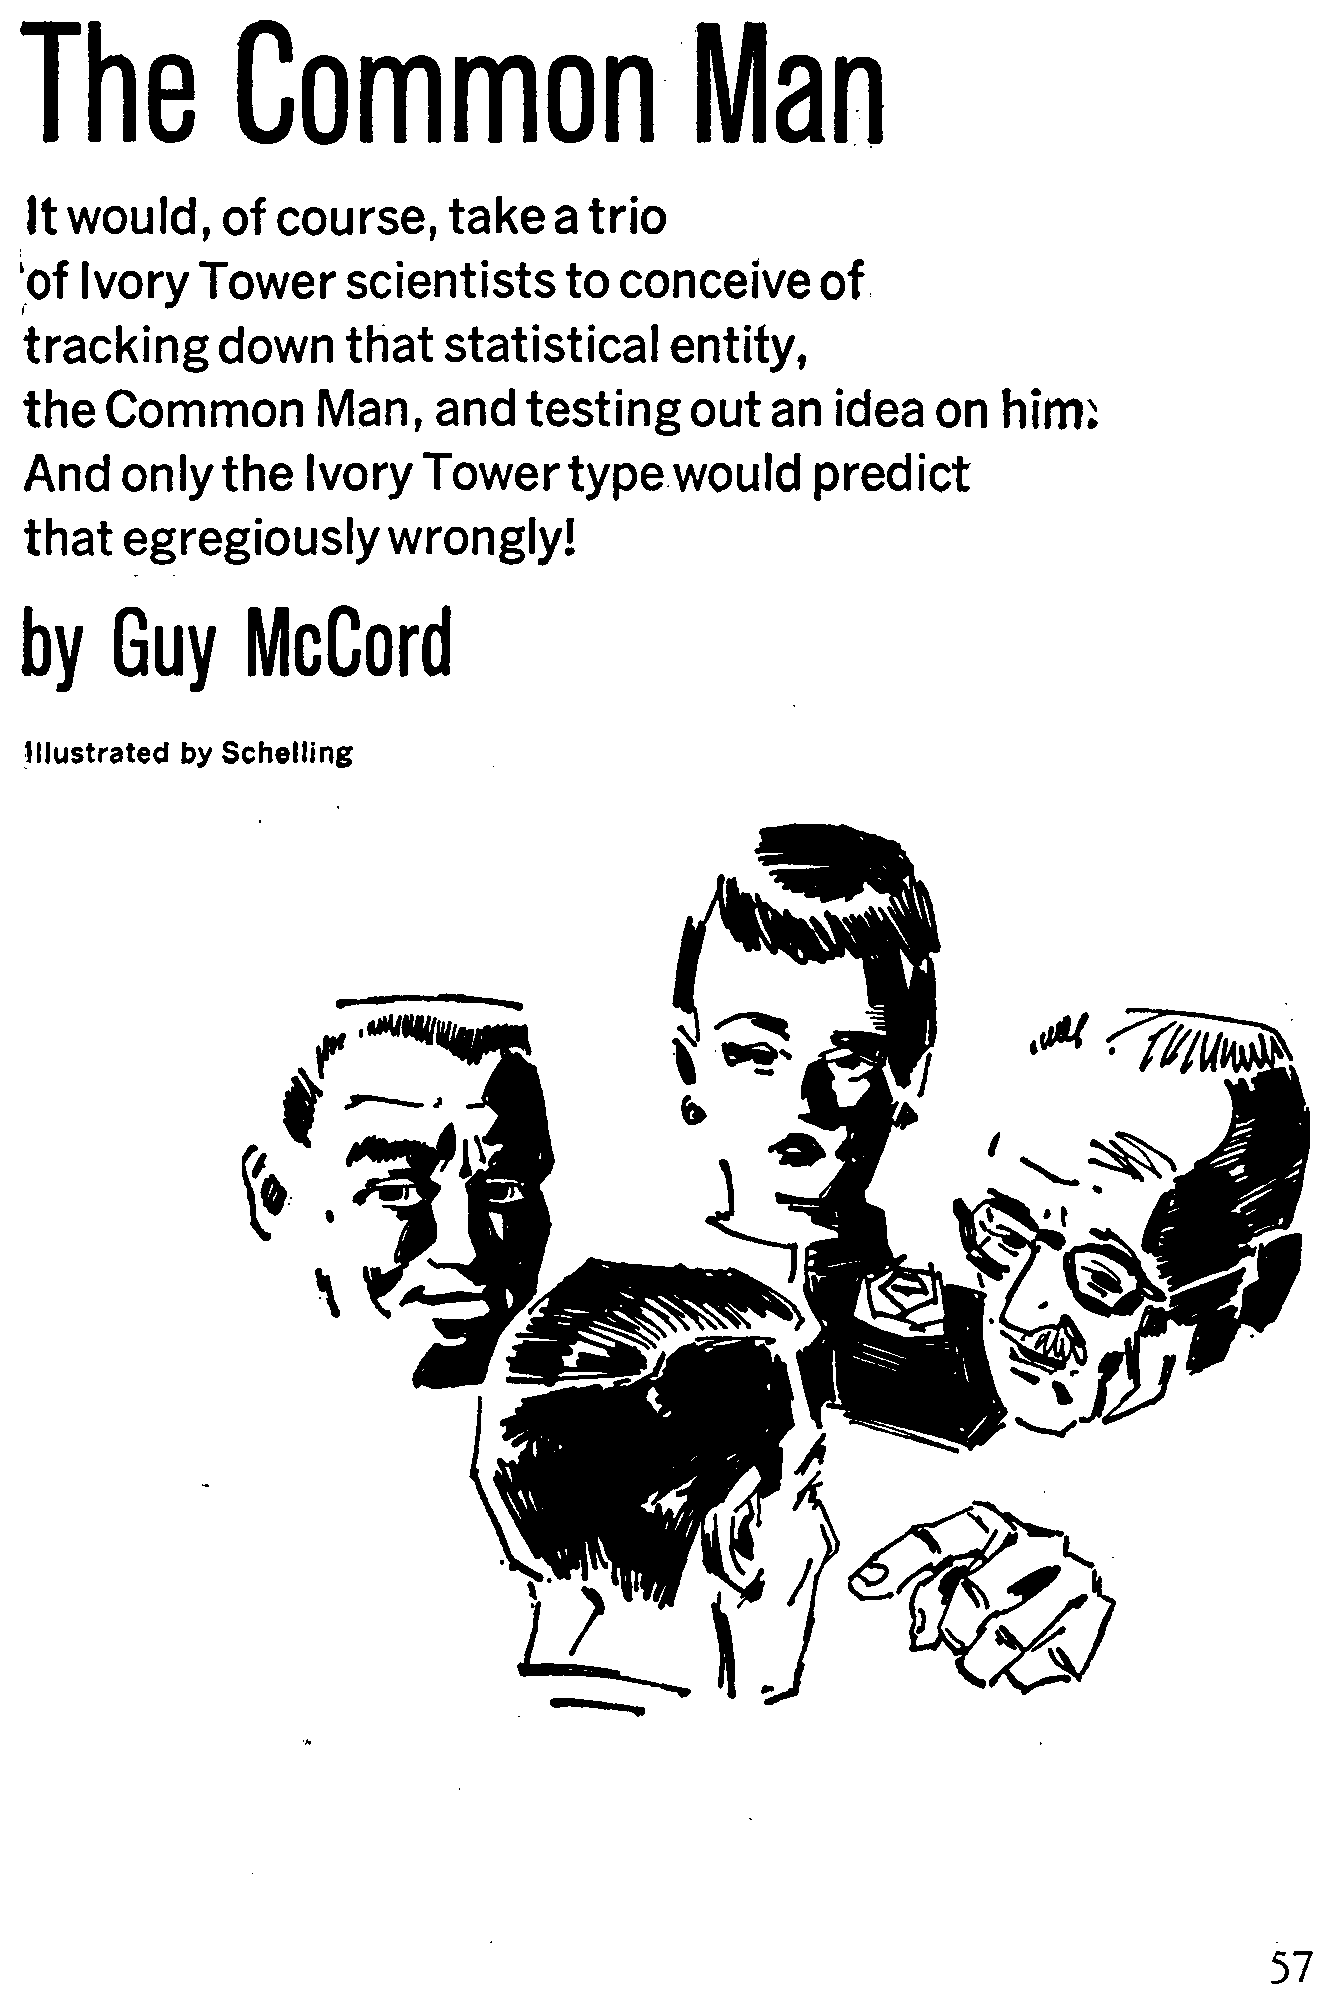 The Common Man
It would, of course, take a trio
of Ivory Tower scientists to conceive of
tracking down that statistical entity,
the Common Man, and testing out an idea on him.
And only the Ivory Tower type would predict
that egregiously wrongly!
by Guy McCord
Illustrated by Schelling
57